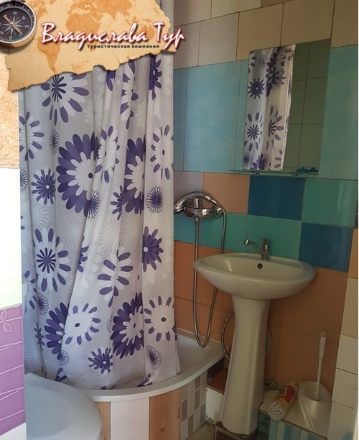 Владислава Тур
туристическая компания